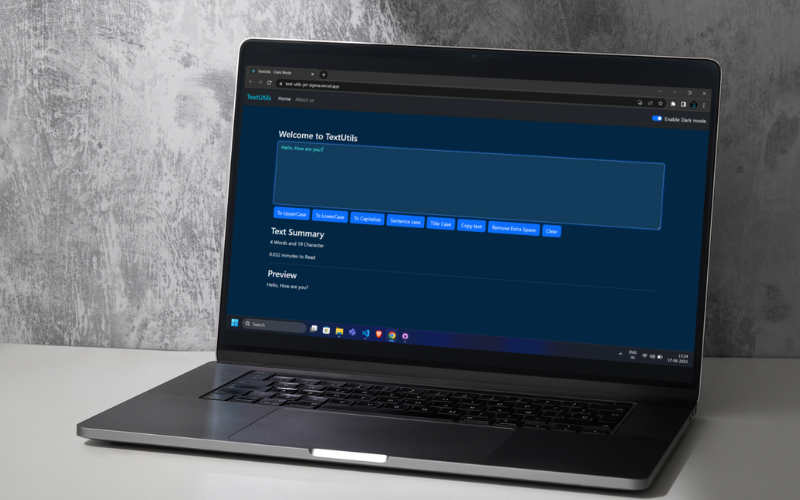 TextUtils - Dark Mode
text-utils-jet-sigma.vercel.app
TextUtils Home About us
Enable Dark mode
Welcome to TextUtils
Hello, How are you?
To UpperCase To LowerCase To Capitalize Sentence case Title Case Copy text Remove Extra Space Clear
Text Summary
4 Words and 19 Character
0.032 minutes to Read
Preview
Hello, How are you?
Search
ENG
IN
17-06-2023